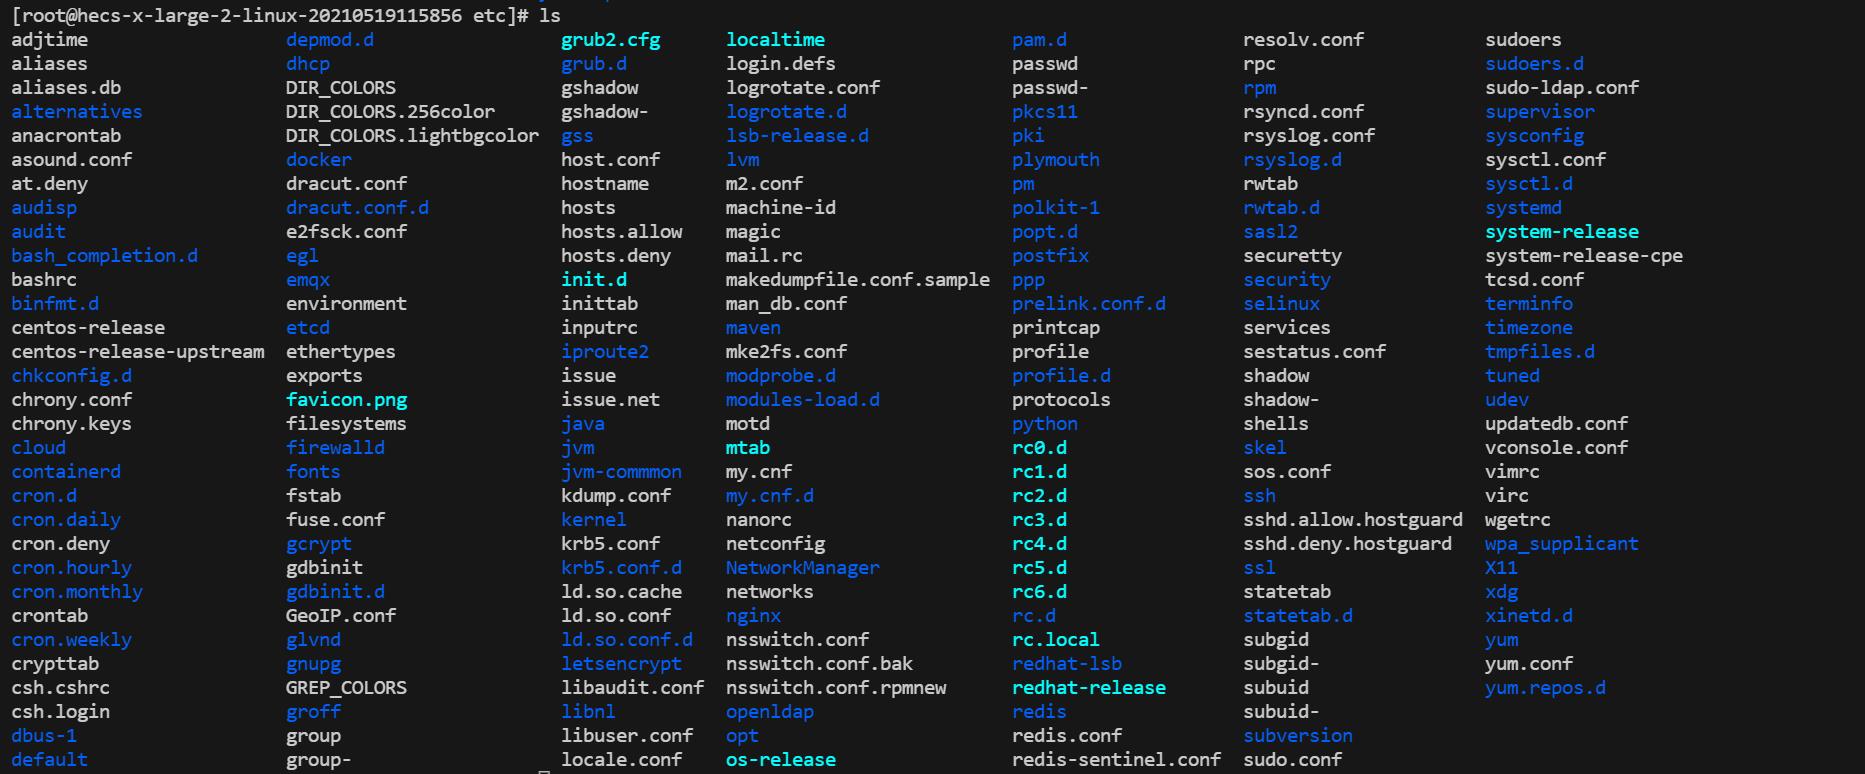 [root@hecs-x-large-2-linux-20210519115856 etc]# ls
adjtime depmod.d grub2.cfg localtime pam.d resolv.conf sudoers
aliases dhcp grub.d login.defs passwd rpc sudoers.d
aliases.db DIR_COLORS gshadow logrotate.conf passwd- rpm sudo-ldap.conf
alternatives DIR_COLORS.256color gshadow- logrotate.d pkcs11 rsyncd.conf supervisor
anacrontab DIR_COLORS.lightbgcolor gss lsb-release.d pki rsyslog.conf sysconfig
asound.conf docker host.conf lvm plymouth rsyslog.d sysctl.conf
at.deny dracut.conf hostname m2.conf pm rwtab sysctl.d
audisp dracut.conf.d hosts machine-id polkit-1 rwtab.d systemd
audit e2fsck.conf hosts.allow magic popt.d sasl2 system-release
bash_completion.d egl hosts.deny mail.rc postfix securetty system-release-cpe
bashrc emqx init.d makedumpfile.conf.sample ppp security tcsd.conf
binfmt.d environment inittab man_db.conf prelink.conf.d selinux terminfo
centos-release etcd inputrc maven printcap services timezone
centos-release-upstream ethertypes iproute2 mke2fs.conf profile sestatus.conf tmpfiles.d
chkconfig.d exports issue modprobe.d profile.d shadow tuned
chrony.conf favicon.png issue.net modules-load.d protocols shadow- udev
chrony.keys filesystems java motd python shells updatedb.conf
cloud firewalld jvm mtab rc0.d skel vconsole.conf
containerd fonts jvm-commmon my.cnf rc1.d sos.conf vimrc
cron.d fstab kdump.conf my.cnf.d rc2.d ssh virc
cron.daily fuse.conf kernel nanorc rc3.d sshd.allow.hostguard wgetrc
cron.deny gcrypt krb5.conf netconfig rc4.d sshd.deny.hostguard wpa_supplicant
cron.hourly gdbinit krb5.conf.d NetworkManager rc5.d ssl X11
cron.monthly gdbinit.d ld.so.cache networks rc6.d statetab xdg
crontab GeoIP.conf ld.so.conf nginx rc.d statetab.d xinetd.d
cron.weekly glvnd ld.so.conf.d nsswitch.conf rc.local subgid yum
crypttab gnupg letsencrypt nsswitch.conf.bak redhat-lsb subgid- yum.conf
csh.cshrc GREP_COLORS libaudit.conf nsswitch.conf.rpmnew redhat-release subuid yum.repos.d
csh.login groff libnl openldap redis subuid-
dbus-1 group libuser.conf opt redis.conf subversion
default group- locale.conf os-release redis-sentinel.conf sudo.conf